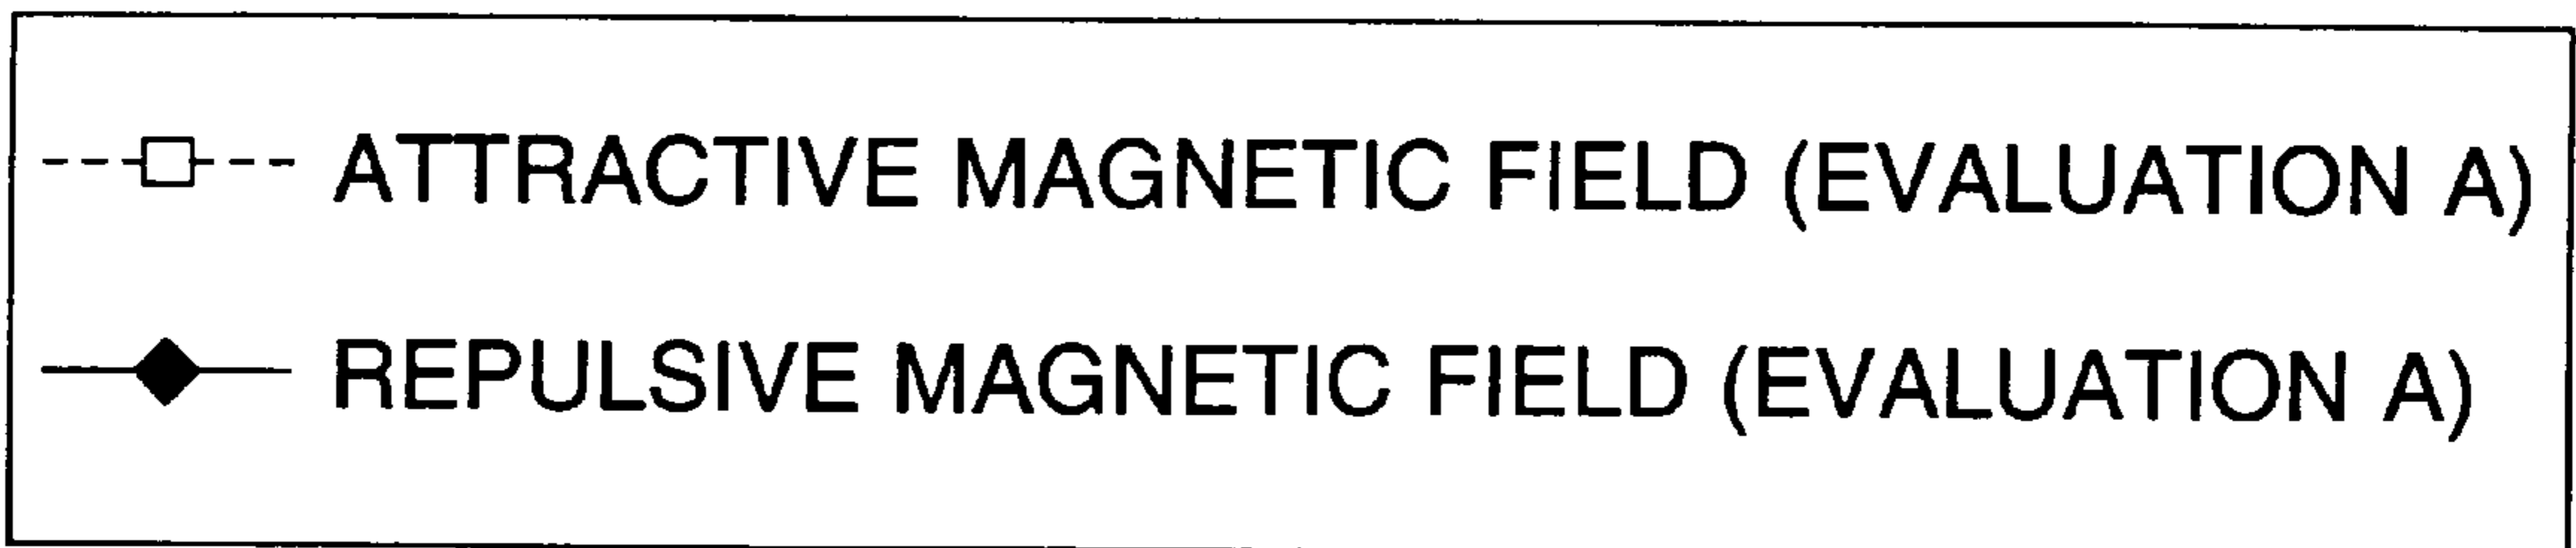 ATTRACTIVE MAGNETIC FIELD (EVALUATION A)
REPULSIVE MAGNETIC FIELD (EVALUATION A)